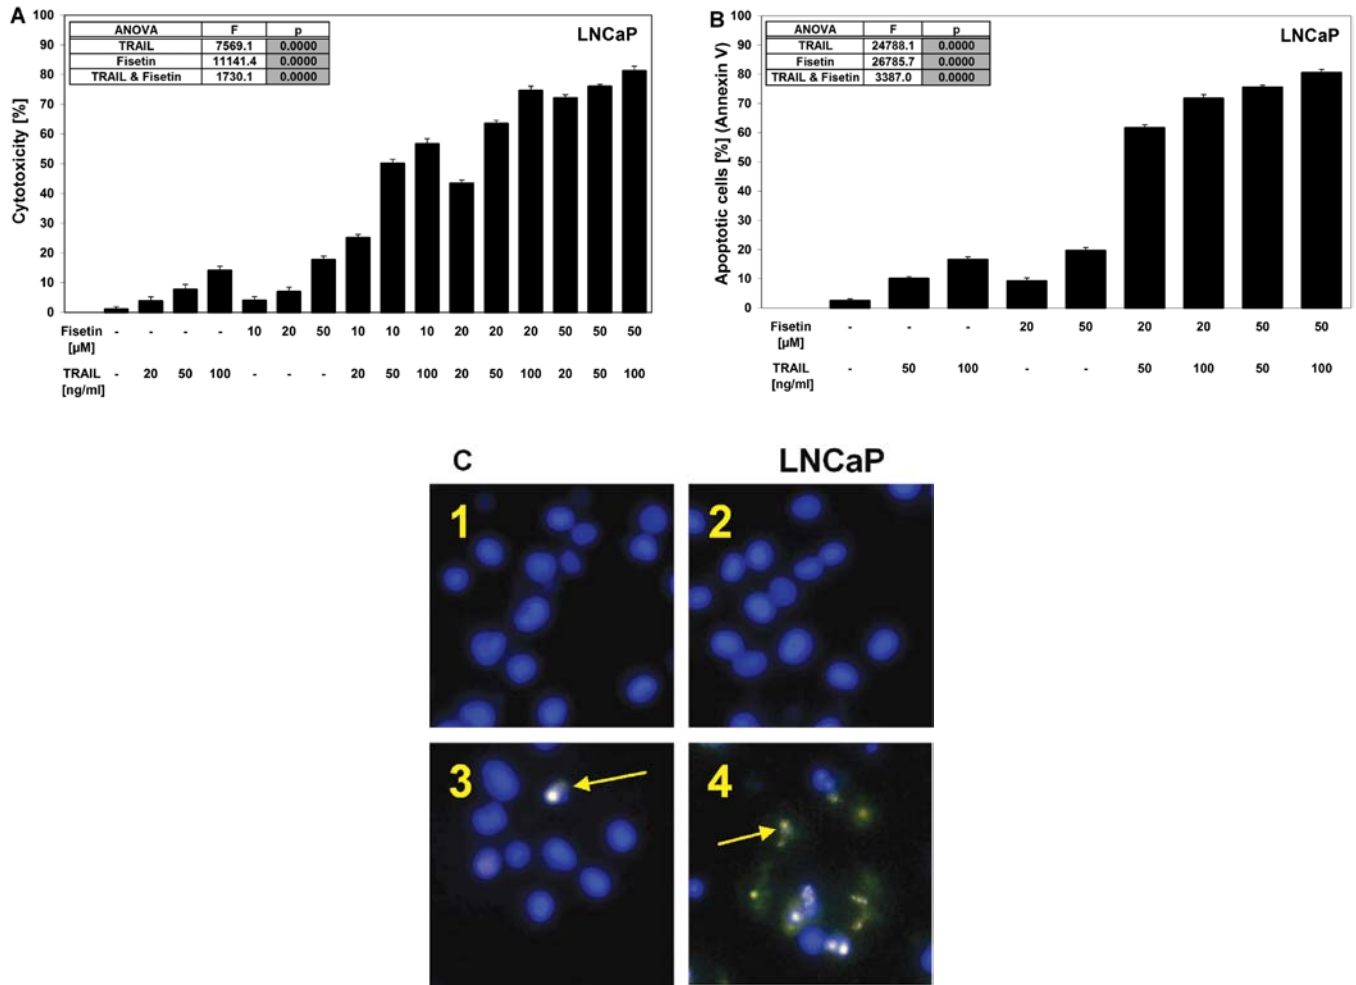 A
100
90
80
70
60
50
40
30
20
10
0
Cytotoxicity [%]
ANOVA F p
TRAIL 7569.1 0.0000
Fisetin 11141.4 0.0000
TRAIL & Fisetin 1730.1 0.0000
LNCaP
Fisetin - - - - 10 20 50 10 10 10 20 20 20 50 50 50
[µM]
TRAIL - 20 50 100 - - - 20 50 100 20 50 100 20 50 100
[ng/ml]
B
100
90
80
70
60
50
40
30
20
10
0
Apoptotic cells [%] (Annexin V)
ANOVA F p
TRAIL 24788.1 0.0000
Fisetin 26785.7 0.0000
TRAIL & Fisetin 3387.0 0.0000
LNCaP
Fisetin - - - 20 50 20 20 50 50
[µM]
TRAIL - 50 100 - - 50 100 50 100
[ng/ml]
C LNCaP
1 2
3 4